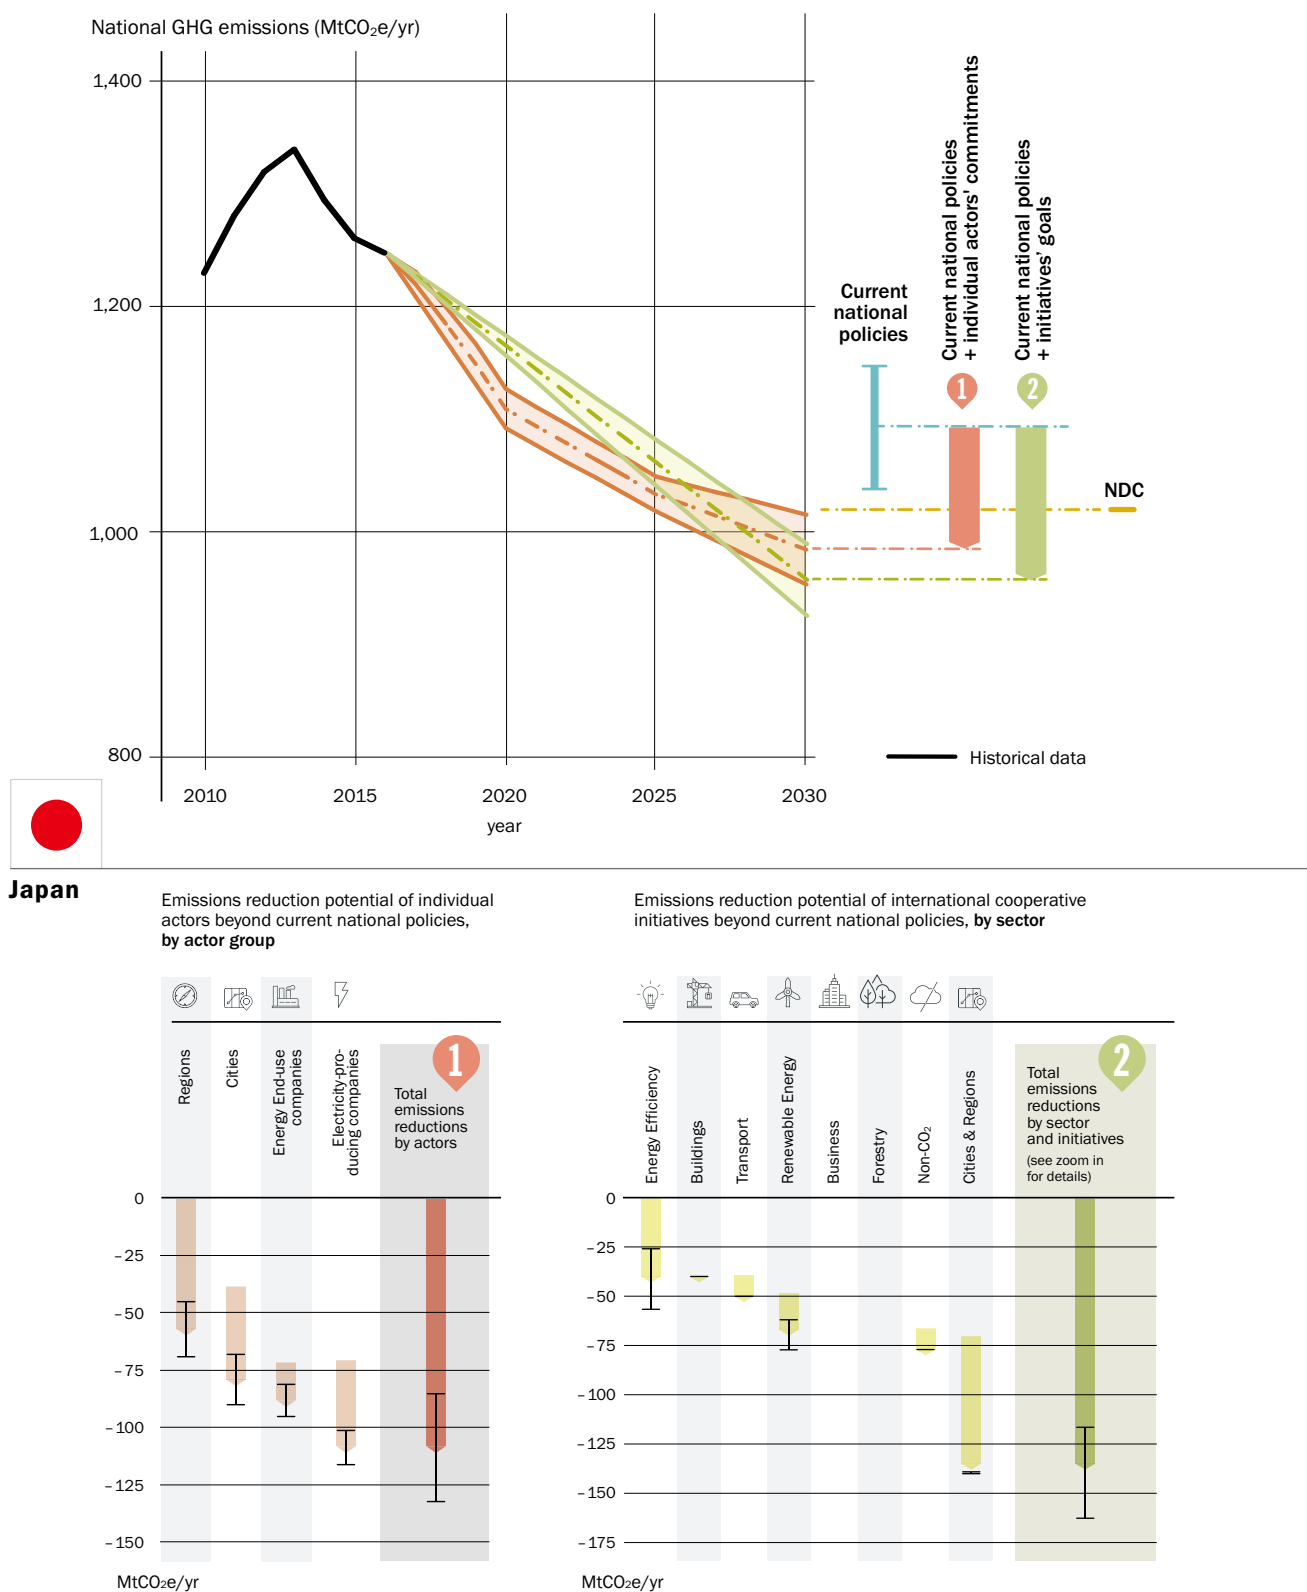 National GHG emissions (MtCO₂e/yr)
1,400
1,200
1,000
800
2010
2015
2020
2025
2030
year
Current
national
policies
Current national policies
+ individual actors' commitments
Current national policies
+ initiatives' goals
1
2
NDC
Historical data
Japan
Emissions reduction potential of individual
actors beyond current national policies,
by actor group
Regions
Cities
Energy End-use
companies
Electricity-pro-
ducing companies
1
Total
emissions
reductions
by actors
0
–25
–50
–75
–100
–125
–150
MtCO₂e/yr
Emissions reduction potential of international cooperative
initiatives beyond current national policies, by sector
Energy Efficiency
Buildings
Transport
Renewable Energy
Business
Forestry
Non-CO₂
Cities & Regions
2
Total
emissions
reductions
by sector
and initiatives
(see zoom in
for details)
0
–25
–50
–75
–100
–125
–150
–175
MtCO₂e/yr